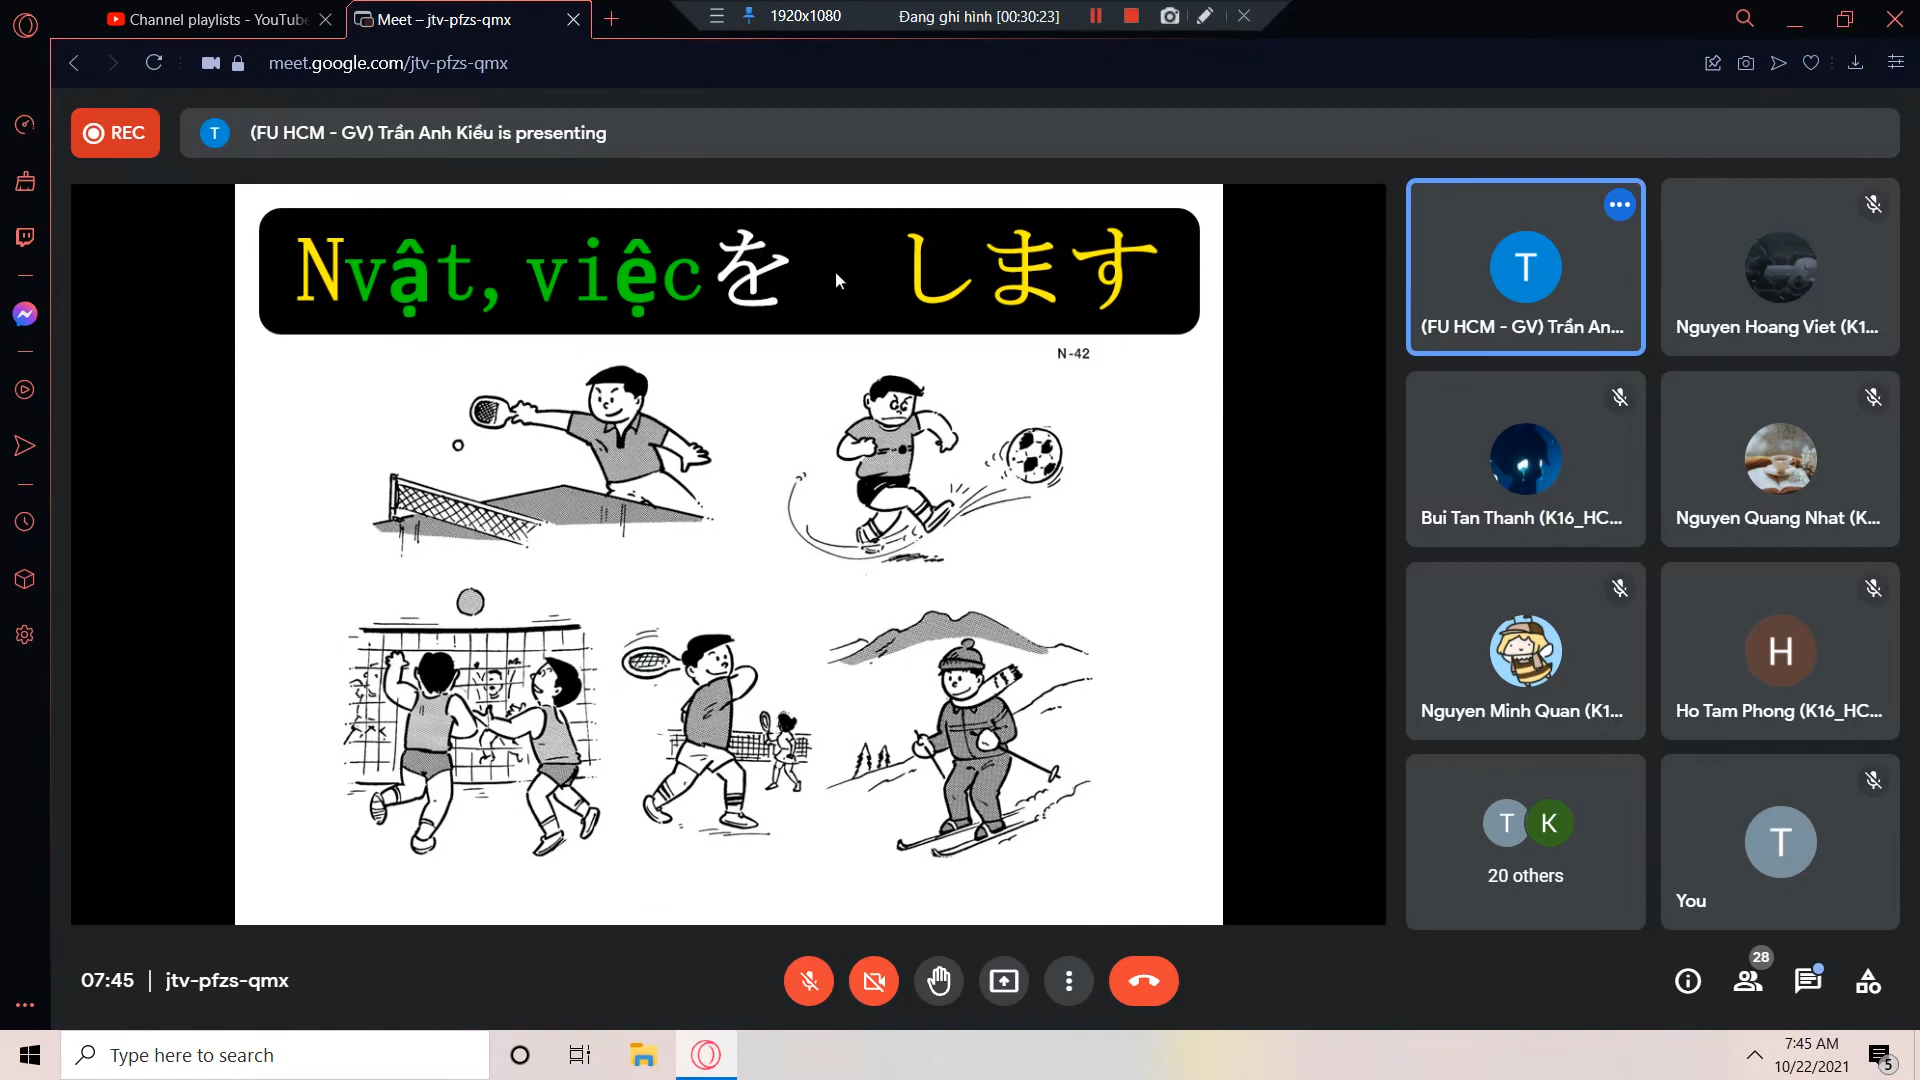 Channel playlists - YouTube
Meet – jtv-pfzs-qmx
1920x1080
Đang ghi hình [00:30:23]
meet.google.com/jtv-pfzs-qmx
REC
T
(FU HCM - GV) Trần Anh Kiều is presenting
Nvật, việcを します
N-42
T
(FU HCM - GV) Trần An...
Nguyen Hoang Viet (K1...
Bui Tan Thanh (K16_HC...
Nguyen Quang Nhat (K...
Nguyen Minh Quan (K1...
H
Ho Tam Phong (K16_HC...
T K
20 others
T
You
07:45 | jtv-pfzs-qmx
28
Type here to search
7:45 AM
10/22/2021
5